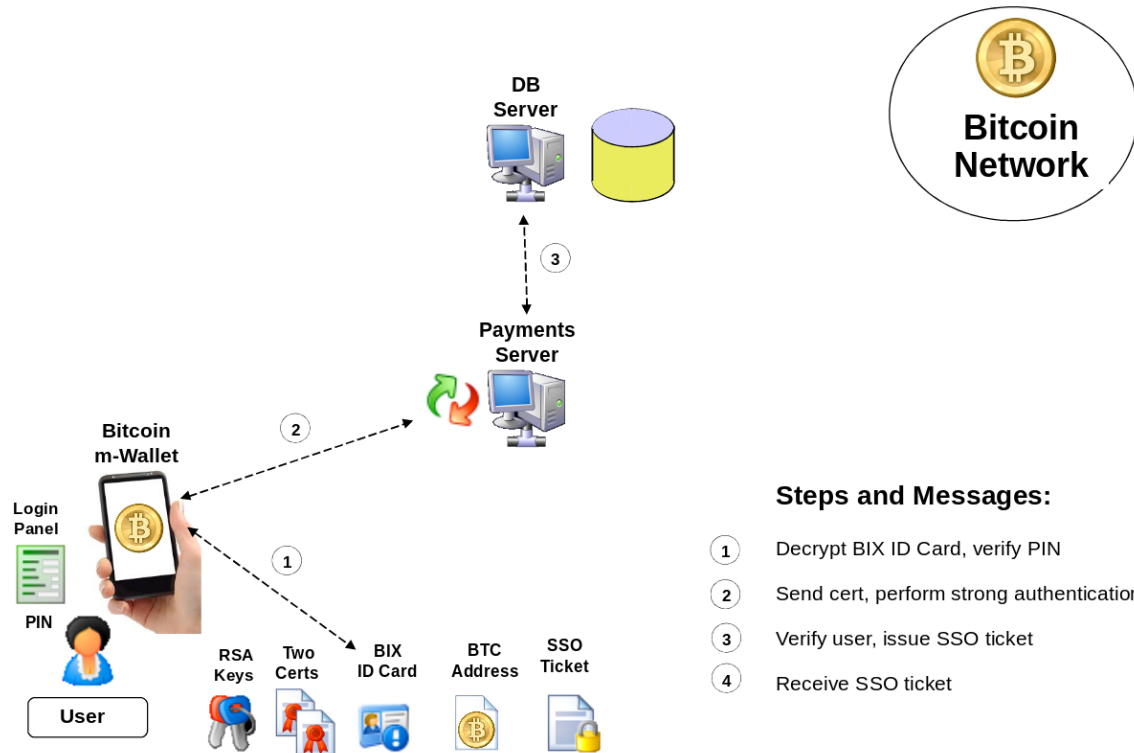 Bitcoin
Network
DB
Server
3
Payments
Server
2
Bitcoin
m-Wallet
Login
Panel
PIN
1
User
RSA
Keys
Two
Certs
BIX
ID Card
BTC
Address
SSO
Ticket
Steps and Messages:
1 Decrypt BIX ID Card, verify PIN
2 Send cert, perform strong authentication
3 Verify user, issue SSO ticket
4 Receive SSO ticket